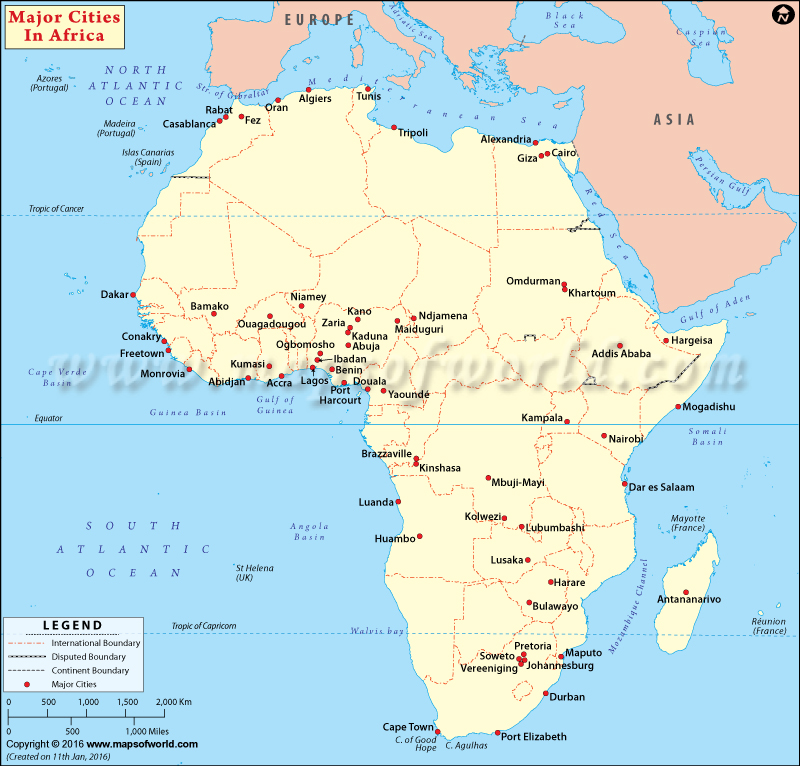 Major Cities
In Africa
EUROPE
Adriatic Sea
Black
Sea
Caspian
Sea
N
Azores
(Portugal)
NORTH
ATLANTIC
OCEAN
Str. of Gibraltar
Mediterranean Sea
Algiers
Tunis
Oran
Rabat
Casablanca
Fez
Madeira
(Portugal)
Tripoli
Alexandria
Giza
Cairo
ASIA
Islas Canarias
(Spain)
Persian Gulf
Red Sea
Tropic of Cancer
Omdurman
Khartoum
Dakar
Niamey
Bamako
Ouagadougou
Kano
Zaria
Kaduna
Abuja
Ndjamena
Maiduguri
Gulf of Aden
Conakry
Freetown
Ogbomosho
Ibadan
Hargeisa
Addis Ababa
www.mapsofworld.com
Monrovia
Kumasi
Abidjan
Accra
Lagos
Benin
Port
Harcourt
Douala
Yaoundé
Cape Verde
Basin
Guinea Basin
Gulf of
Guinea
Mogadishu
Equator
Kampala
Nairobi
Somali
Basin
Brazzaville
Kinshasa
Mbuji-Mayi
Dar es Salaam
Luanda
Kolwezi
Lubumbashi
Mayotte
(France)
SOUTH
ATLANTIC
OCEAN
Angola
Basin
Huambo
St Helena
(UK)
Lusaka
Harare
Mozambique Channel
Antananarivo
Bulawayo
Réunion
(France)
Tropic of Capricorn
Walvis bay
Pretoria
Soweto
Johannesburg
Vereeniging
Maputo
Durban
Cape Town
C. of Good
Hope
C. Agulhas
Port Elizabeth
LEGEND
International Boundary
Disputed Boundary
Continent Boundary
Major Cities
0 500 1,000 1,500 2,000 Km
0 500 1,000 Miles
Copyright © 2016 www.mapsofworld.com
(Created on 11th Jan, 2016)